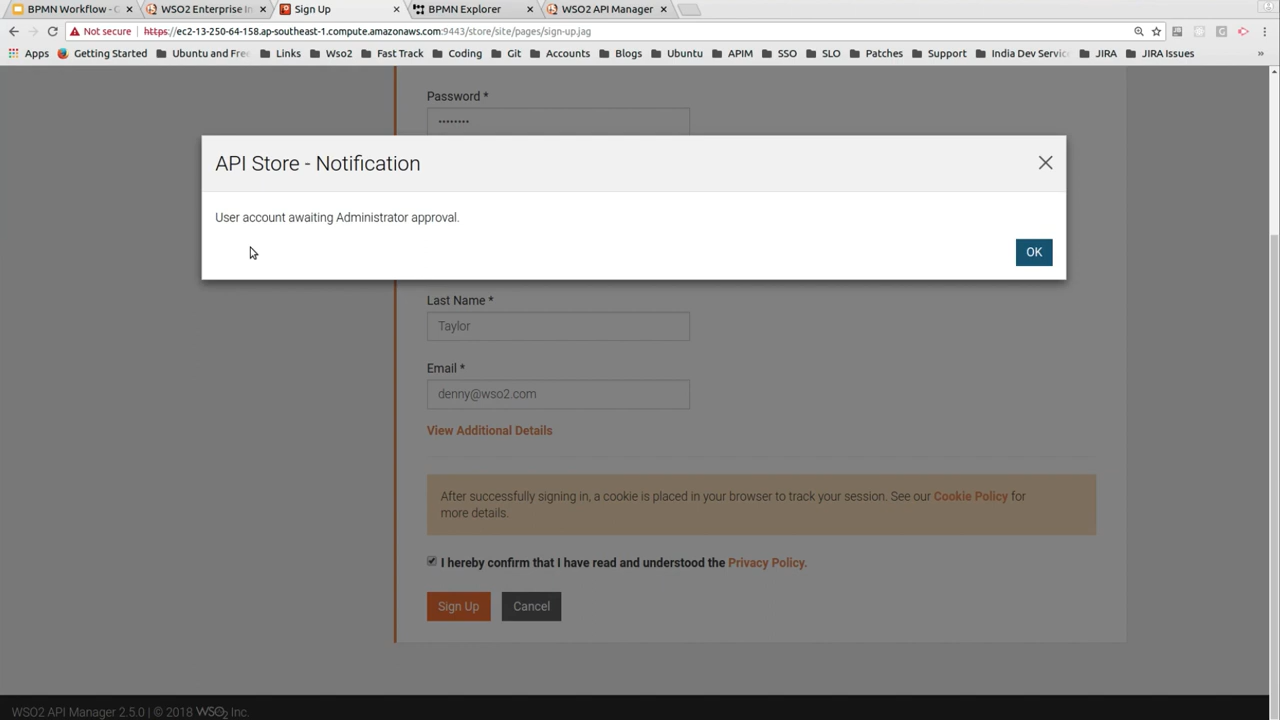 BPMN Workflow - G
WSO2 Enterprise In
Sign Up
BPMN Explorer
WSO2 API Manager
Not secure
https://ec2-13-250-64-158.ap-southeast-1.compute.amazonaws.com:9443/store/site/pages/sign-up.jag
Apps
Getting Started
Ubuntu and Free
Links
Wso2
Fast Track
Coding
Git
Accounts
Blogs
Ubuntu
APIM
SSO
SLO
Patches
Support
India Dev Service
JIRA
JIRA Issues
»
Password *
••••••••
API Store - Notification
User account awaiting Administrator approval.
OK
Last Name *
Taylor
Email *
denny@wso2.com
View Additional Details
After successfully signing in, a cookie is placed in your browser to track your session. See our Cookie Policy for
more details.
I hereby confirm that I have read and understood the Privacy Policy.
Sign Up
Cancel
WSO2 API Manager 2.5.0 | © 2018 WSO2 Inc.